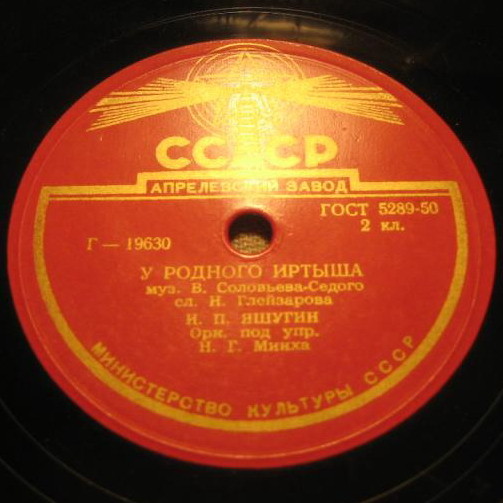 СССР
АПРЕЛЕВСКИЙ ЗАВОД
ГОСТ 5289-50
2 кл.
Г — 19630
У РОДНОГО ИРТЫША
муз. В. Соловьева-Седого
сл. И. Глейзарова
И. П. ЯШУГИН
Орк. под упр.
Н. Г. Минха
МИНИСТЕРСТВО КУЛЬТУРЫ СССР